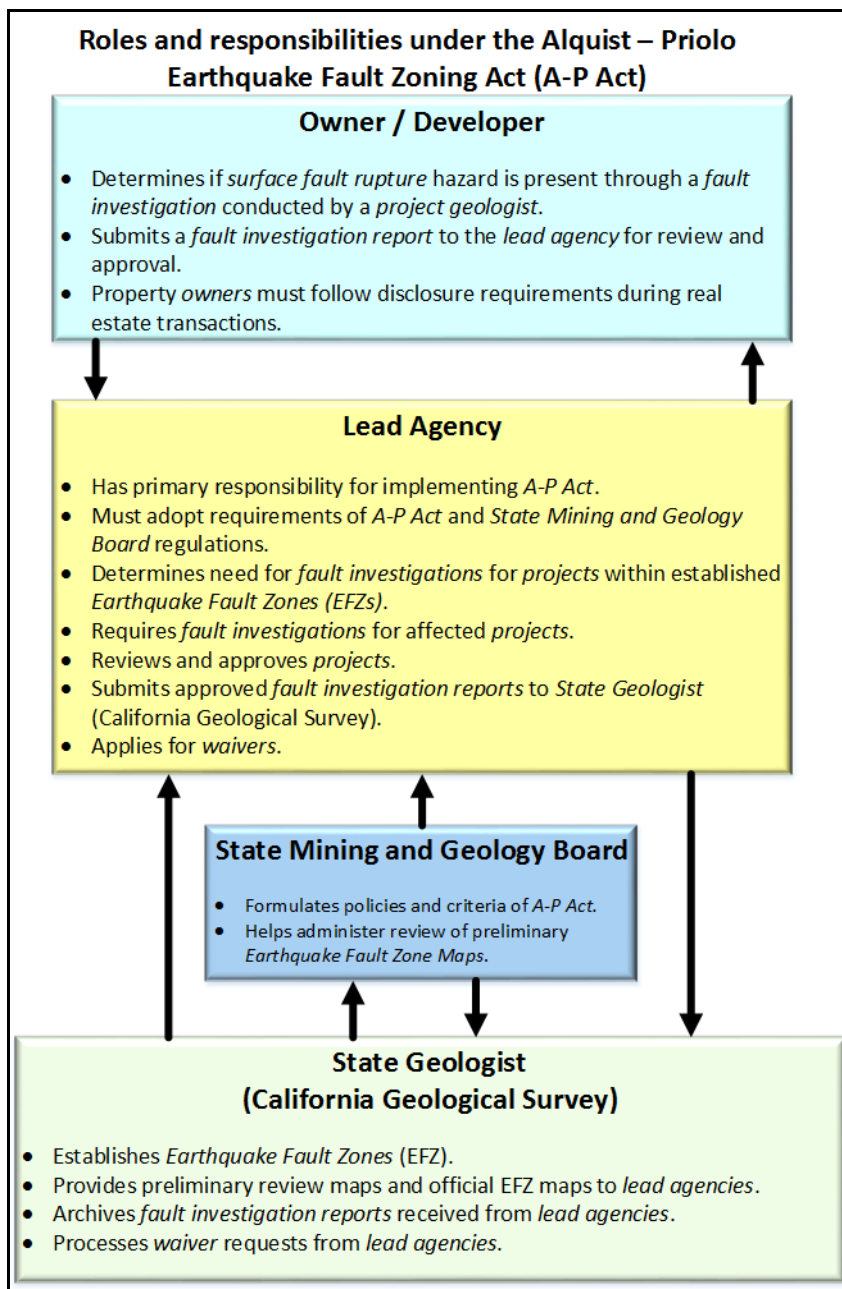 Roles and responsibilities under the Alquist – Priolo
Earthquake Fault Zoning Act (A-P Act)
Owner / Developer
• Determines if surface fault rupture hazard is present through a fault
investigation conducted by a project geologist.
• Submits a fault investigation report to the lead agency for review and
approval.
• Property owners must follow disclosure requirements during real
estate transactions.
Lead Agency
• Has primary responsibility for implementing A-P Act.
• Must adopt requirements of A-P Act and State Mining and Geology
Board regulations.
• Determines need for fault investigations for projects within established
Earthquake Fault Zones (EFZs).
• Requires fault investigations for affected projects.
• Reviews and approves projects.
• Submits approved fault investigation reports to State Geologist
(California Geological Survey).
• Applies for waivers.
State Mining and Geology Board
• Formulates policies and criteria of A-P Act.
• Helps administer review of preliminary
Earthquake Fault Zone Maps.
State Geologist
(California Geological Survey)
• Establishes Earthquake Fault Zones (EFZ).
• Provides preliminary review maps and official EFZ maps to lead agencies.
• Archives fault investigation reports received from lead agencies.
• Processes waiver requests from lead agencies.